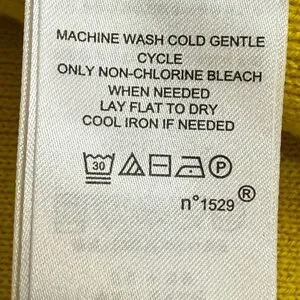 MACHINE WASH COLD GENTLE
CYCLE
ONLY NON-CHLORINE BLEACH
WHEN NEEDED
LAY FLAT TO DRY
COOL IRON IF NEEDED
30 P
n°1529®